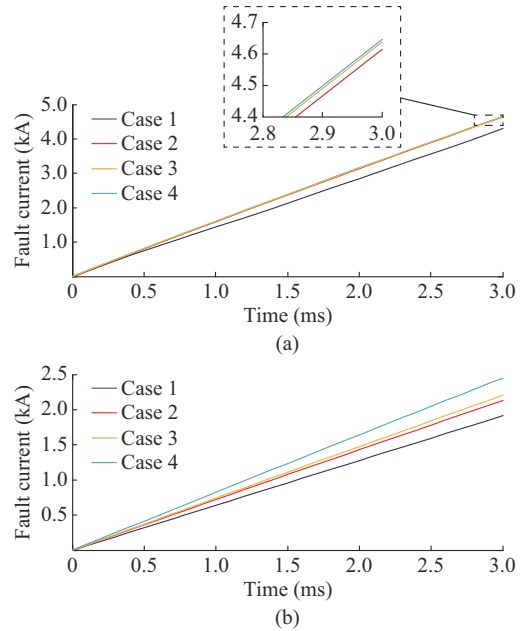 4.7
4.6
4.5
4.4
2.8 2.9 3.0
5.0
4.0
3.0
2.0
1.0
Fault current (kA)
Case 1
Case 2
Case 3
Case 4
0 0.5 1.0 1.5 2.0 2.5 3.0
Time (ms)
(a)
2.5
2.0
1.5
1.0
0.5
Fault current (kA)
Case 1
Case 2
Case 3
Case 4
0 0.5 1.0 1.5 2.0 2.5 3.0
Time (ms)
(b)